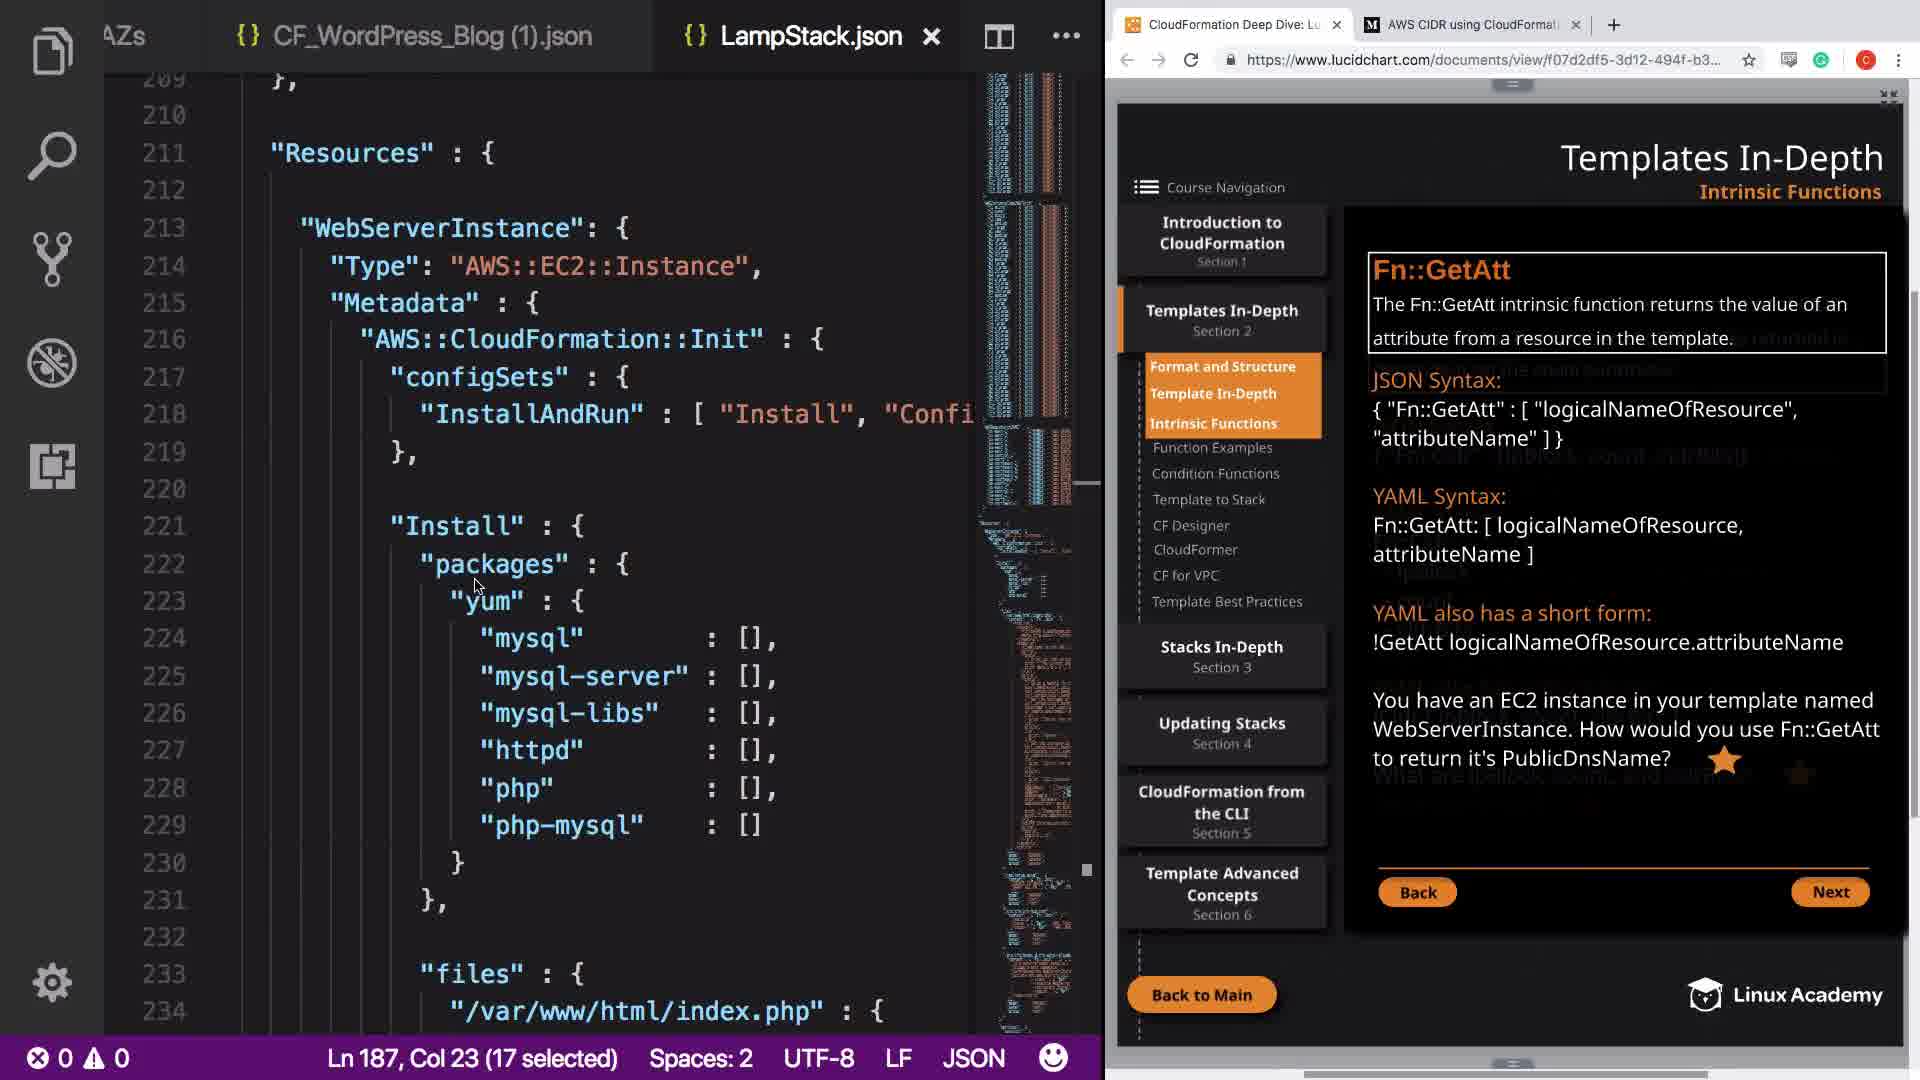 AZs
{} CF_WordPress_Blog (1).json
{} LampStack.json
209 },
210
211 "Resources" : {
212
213 "WebServerInstance": {
214 "Type": "AWS::EC2::Instance",
215 "Metadata" : {
216 "AWS::CloudFormation::Init" : {
217 "configSets" : {
218 "InstallAndRun" : [ "Install", "Confi
219 },
220
221 "Install" : {
222 "packages" : {
223 "yum" : {
224 "mysql" : [],
225 "mysql-server" : [],
226 "mysql-libs" : [],
227 "httpd" : [],
228 "php" : [],
229 "php-mysql" : []
230 }
231 },
232
233 "files" : {
234 "/var/www/html/index.php" : {
0 0 Ln 187, Col 23 (17 selected) Spaces: 2 UTF-8 LF JSON
CloudFormation Deep Dive: Lu
M AWS CIDR using CloudFormati
https://www.lucidchart.com/documents/view/f07d2df5-3d12-494f-b3...
C
Templates In-Depth
Intrinsic Functions
Course Navigation
Introduction to
CloudFormation
Section 1
Templates In-Depth
Section 2
Format and Structure
Template In-Depth
Intrinsic Functions
Function Examples
Condition Functions
Template to Stack
CF Designer
CloudFormer
CF for VPC
Template Best Practices
Stacks In-Depth
Section 3
Updating Stacks
Section 4
CloudFormation from
the CLI
Section 5
Template Advanced
Concepts
Section 6
Back to Main
Fn::GetAtt
The Fn::GetAtt intrinsic function returns the value of an
attribute from a resource in the template.
JSON Syntax:
{ "Fn::GetAtt" : [ "logicalNameOfResource",
"attributeName" ] }
YAML Syntax:
Fn::GetAtt: [ logicalNameOfResource,
attributeName ]
YAML also has a short form:
!GetAtt logicalNameOfResource.attributeName
You have an EC2 instance in your template named
WebServerInstance. How would you use Fn::GetAtt
to return it's PublicDnsName?
Back
Next
Linux Academy